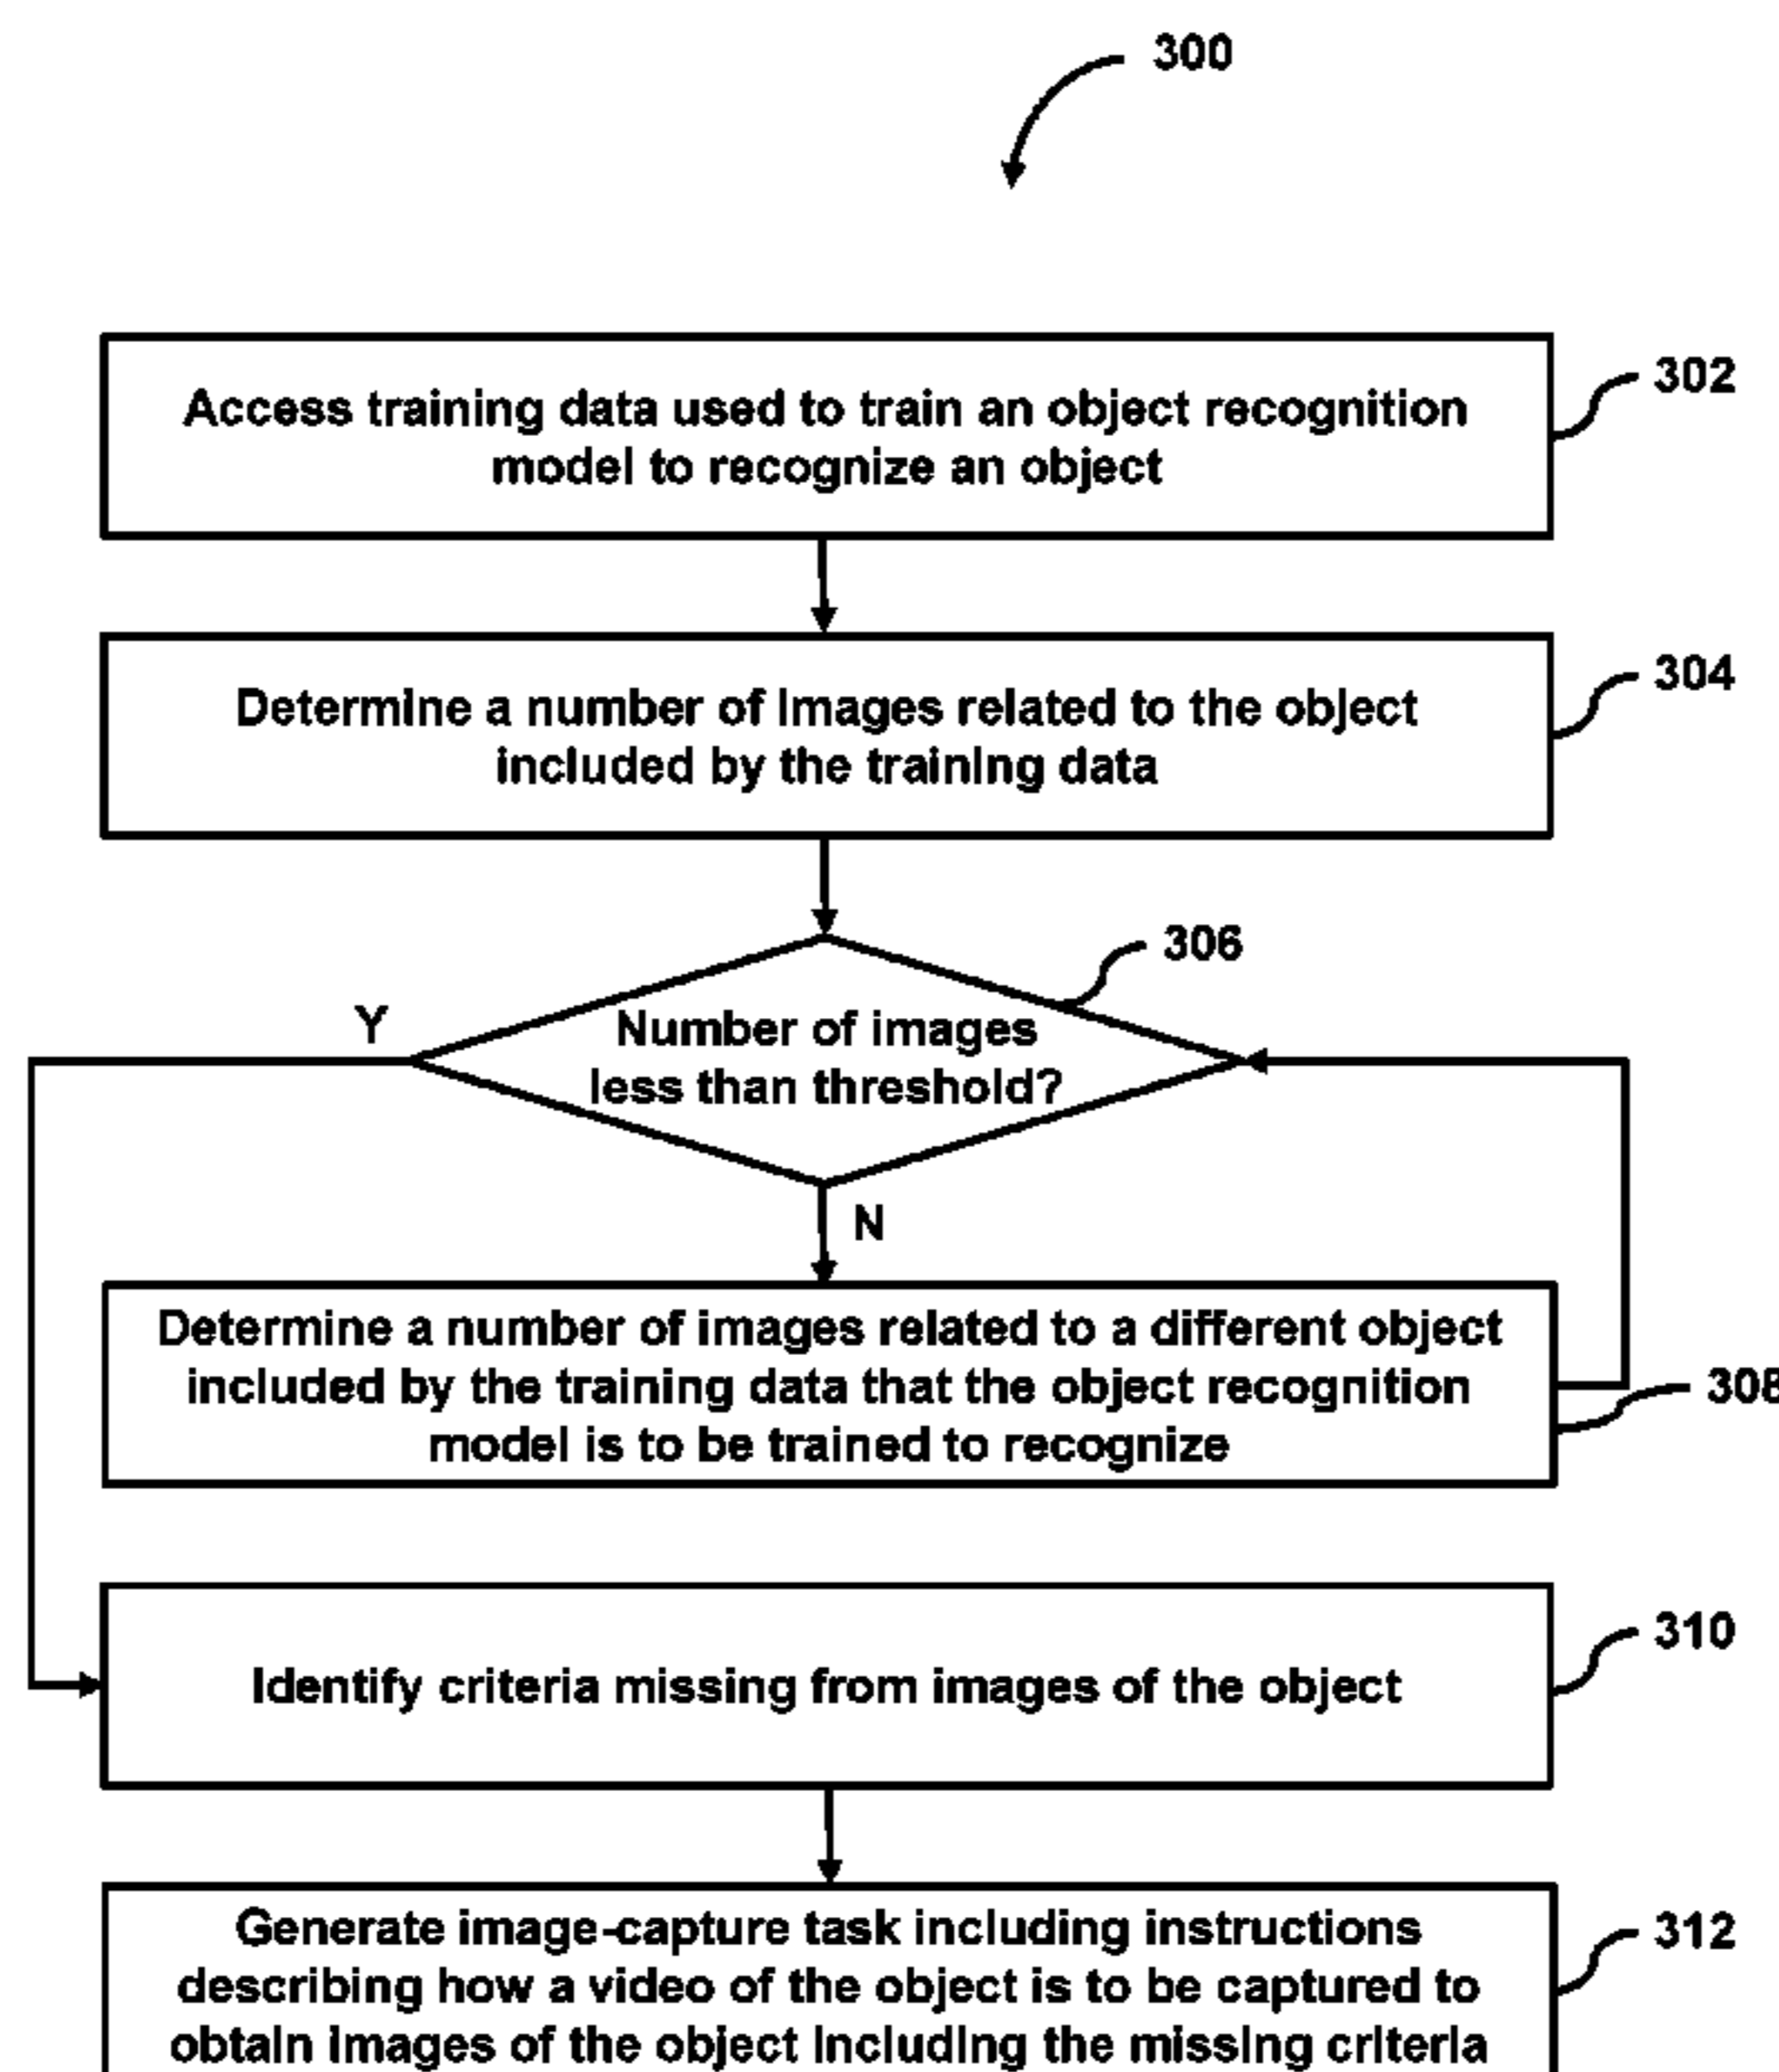 300
302
Access training data used to train an object recognition
model to recognize an object
304
Determine a number of images related to the object
included by the training data
306
Y
Number of images
less than threshold?
N
Determine a number of images related to a different object
included by the training data that the object recognition
model is to be trained to recognize
308
310
Identify criteria missing from images of the object
Generate image-capture task including instructions
312
describing how a video of the object is to be captured to
obtain images of the object including the missing criteria